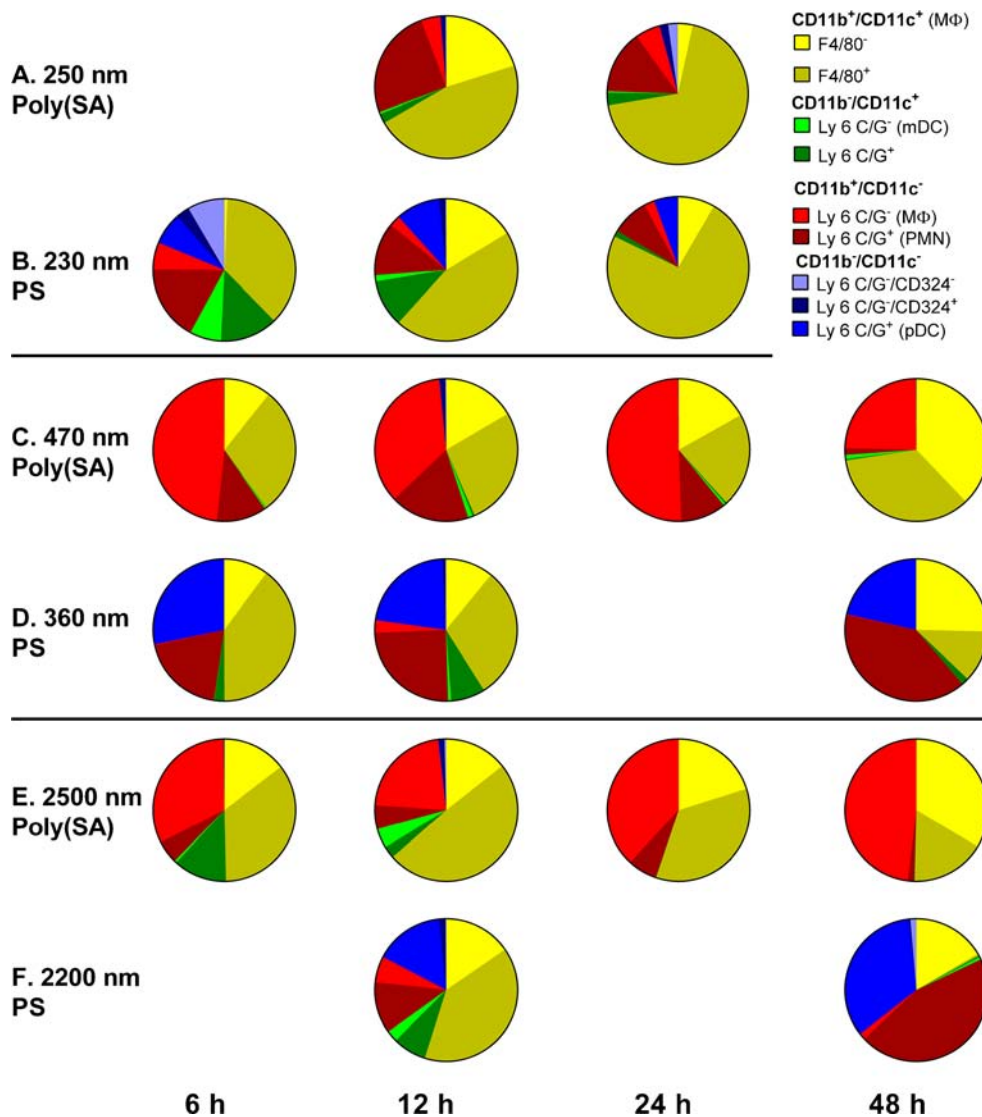 A. 250 nm
Poly(SA)
B. 230 nm
PS
C. 470 nm
Poly(SA)
D. 360 nm
PS
E. 2500 nm
Poly(SA)
F. 2200 nm
PS
6 h
12 h
24 h
48 h
CD11b⁺/CD11c⁺ (MΦ)
F4/80⁻
F4/80⁺
CD11b⁻/CD11c⁺
Ly 6 C/G⁻ (mDC)
Ly 6 C/G⁺
CD11b⁺/CD11c⁻
Ly 6 C/G⁻ (MΦ)
Ly 6 C/G⁺ (PMN)
CD11b⁻/CD11c⁻
Ly 6 C/G⁻/CD324⁻
Ly 6 C/G⁻/CD324⁺
Ly 6 C/G⁺ (pDC)